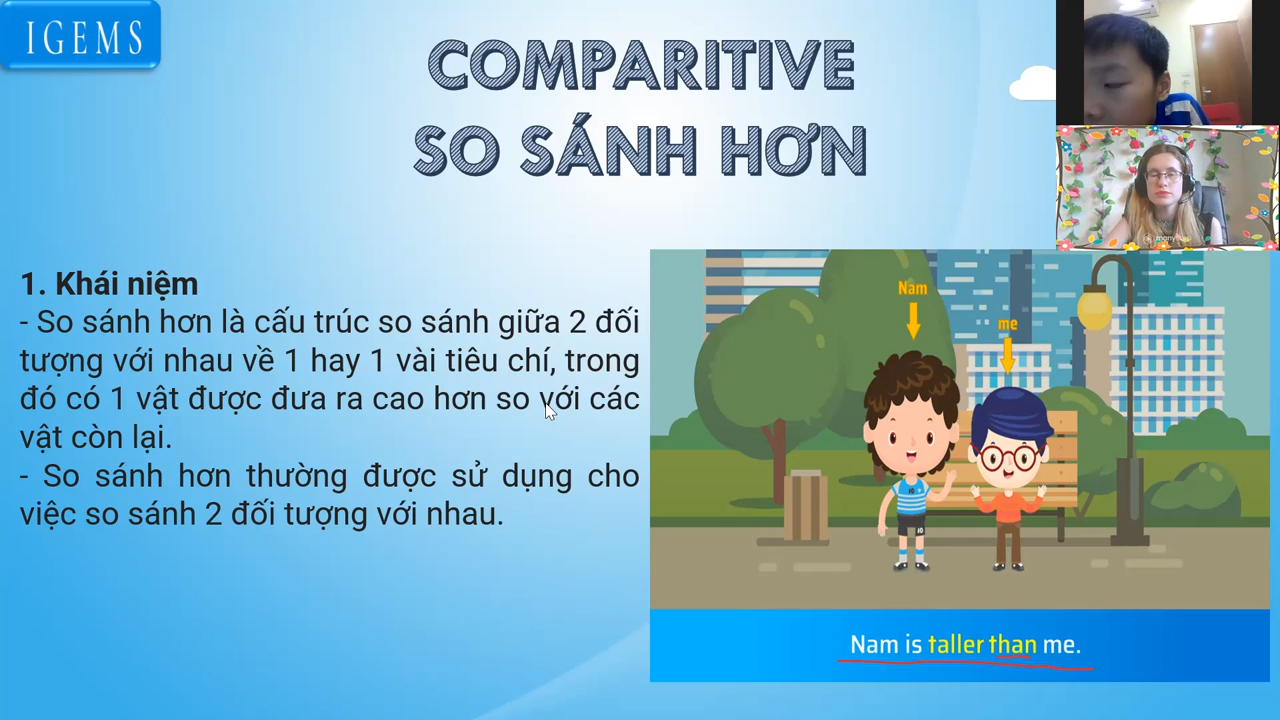 IGEMS
COMPARITIVE
SO SÁNH HƠN
1. Khái niệm
- So sánh hơn là cấu trúc so sánh giữa 2 đối
tượng với nhau về 1 hay 1 vài tiêu chí, trong
đó có 1 vật được đưa ra cao hơn so với các
vật còn lại.
- So sánh hơn thường được sử dụng cho
việc so sánh 2 đối tượng với nhau.
Nam
me
10
10
Nam is taller than me.